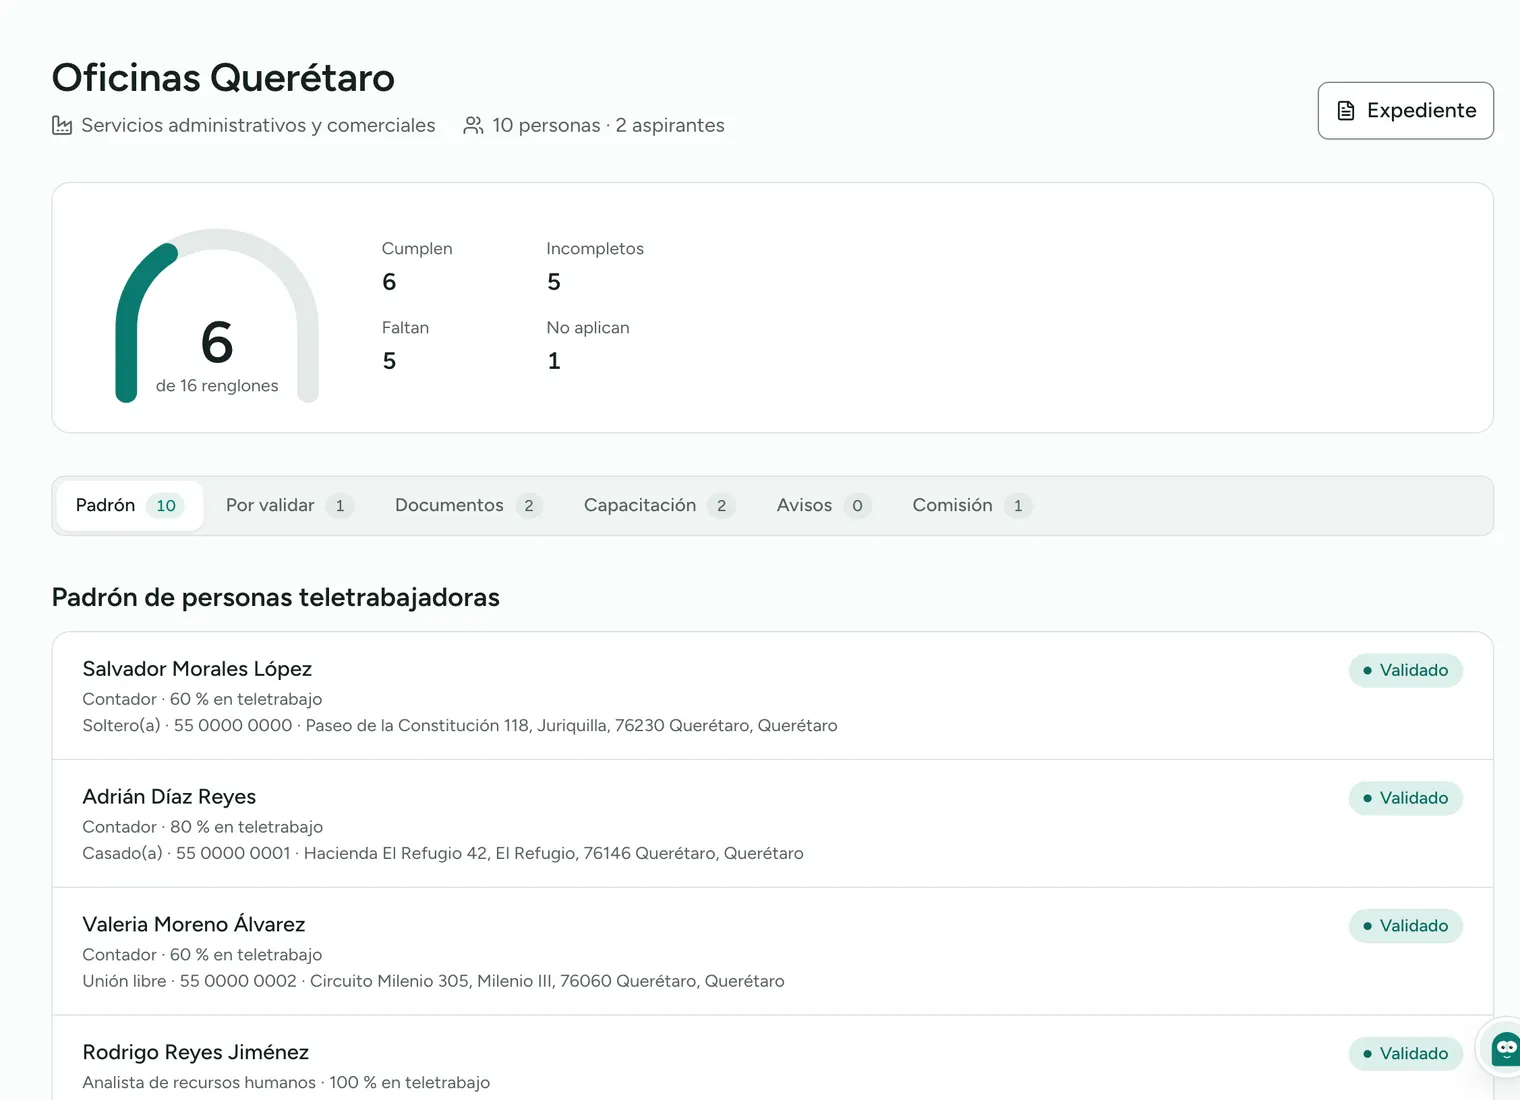 Oficinas Querétaro
Servicios administrativos y comerciales 10 personas · 2 aspirantes
Expediente
6
de 16 renglones
Cumplen
6
Incompletos
5
Faltan
5
No aplican
1
Padrón 10 Por validar 1 Documentos 2 Capacitación 2 Avisos 0 Comisión 1
Padrón de personas teletrabajadoras
Salvador Morales López
Validado
Contador · 60 % en teletrabajo
Soltero(a) · 55 0000 0000 · Paseo de la Constitución 118, Juriquilla, 76230 Querétaro, Querétaro
Adrián Díaz Reyes
Validado
Contador · 80 % en teletrabajo
Casado(a) · 55 0000 0001 · Hacienda El Refugio 42, El Refugio, 76146 Querétaro, Querétaro
Valeria Moreno Álvarez
Validado
Contador · 60 % en teletrabajo
Unión libre · 55 0000 0002 · Circuito Milenio 305, Milenio III, 76060 Querétaro, Querétaro
Rodrigo Reyes Jiménez
Validado
Analista de recursos humanos · 100 % en teletrabajo